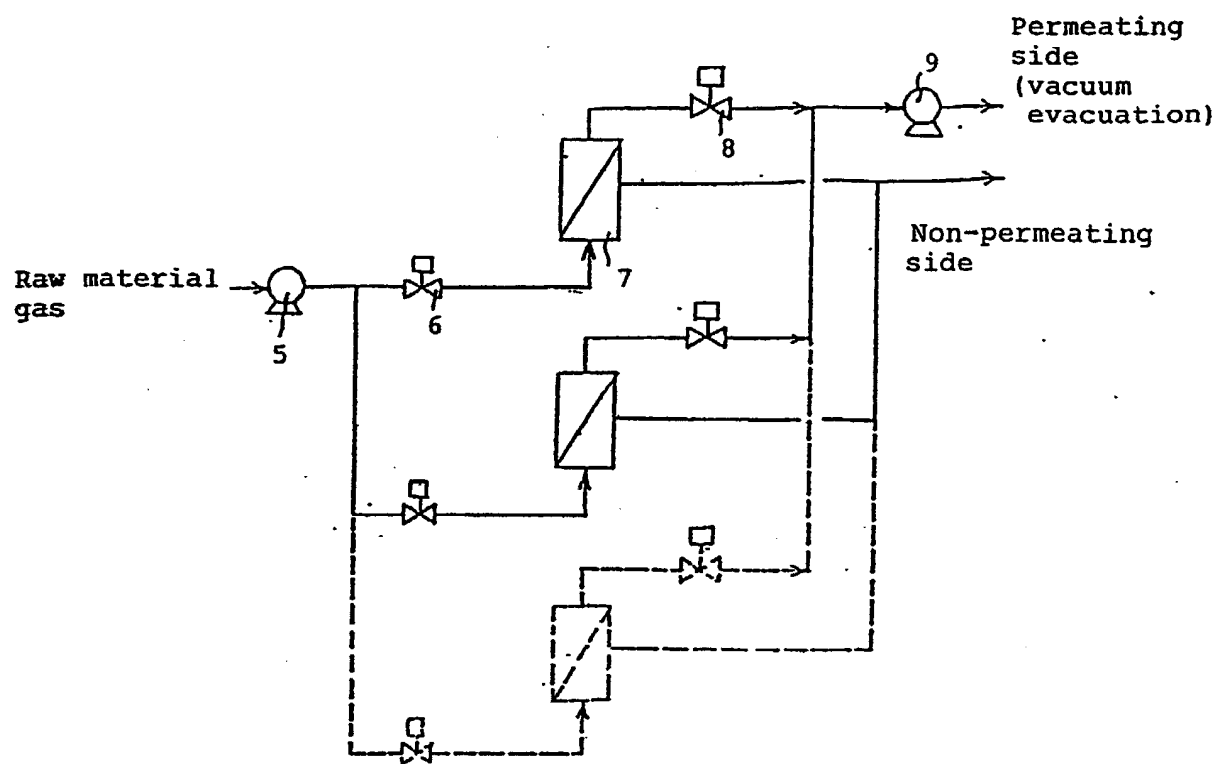 Permeating
side
(vacuum
evacuation)
9
8
Non-permeating
side
7
Raw material
gas
6
5